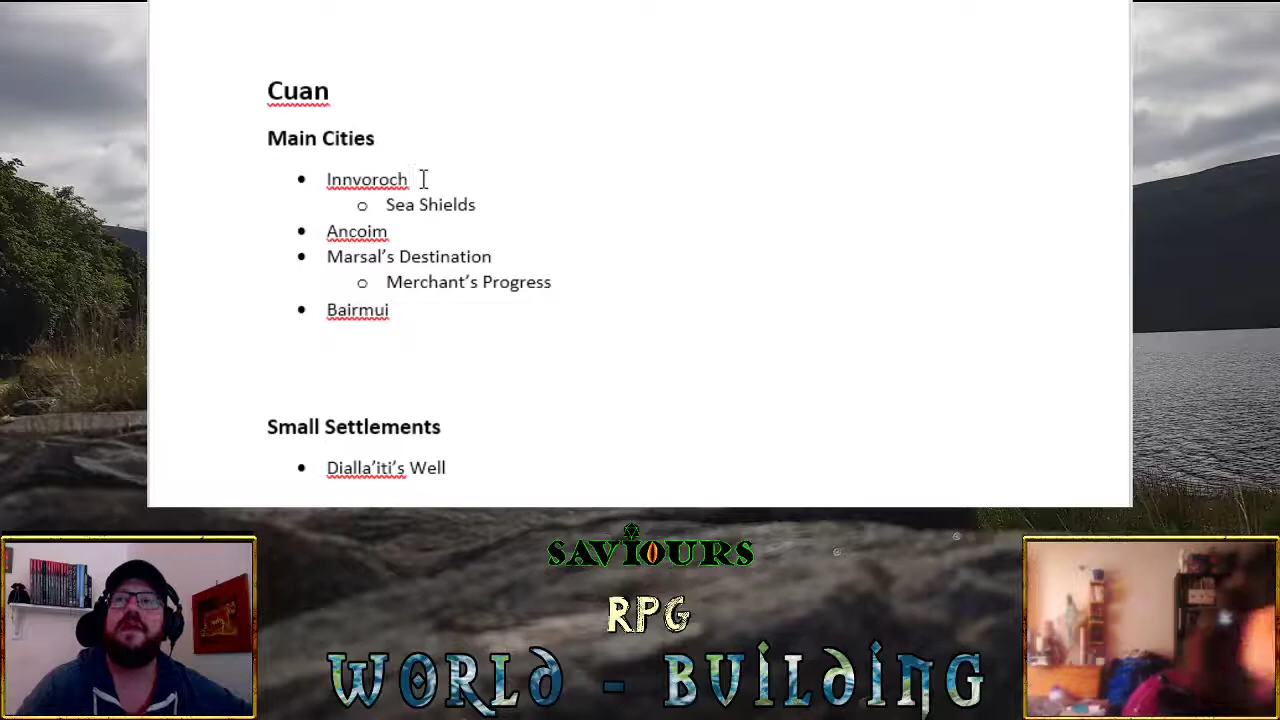 Cuan
Main Cities
Innvoroch
Sea Shields
Ancoim
Marsal’s Destination
Merchant’s Progress
Bairmui
Small Settlements
Dialla’iti’s Well
SAVIOURS
RPG
WORLD - BUILDING